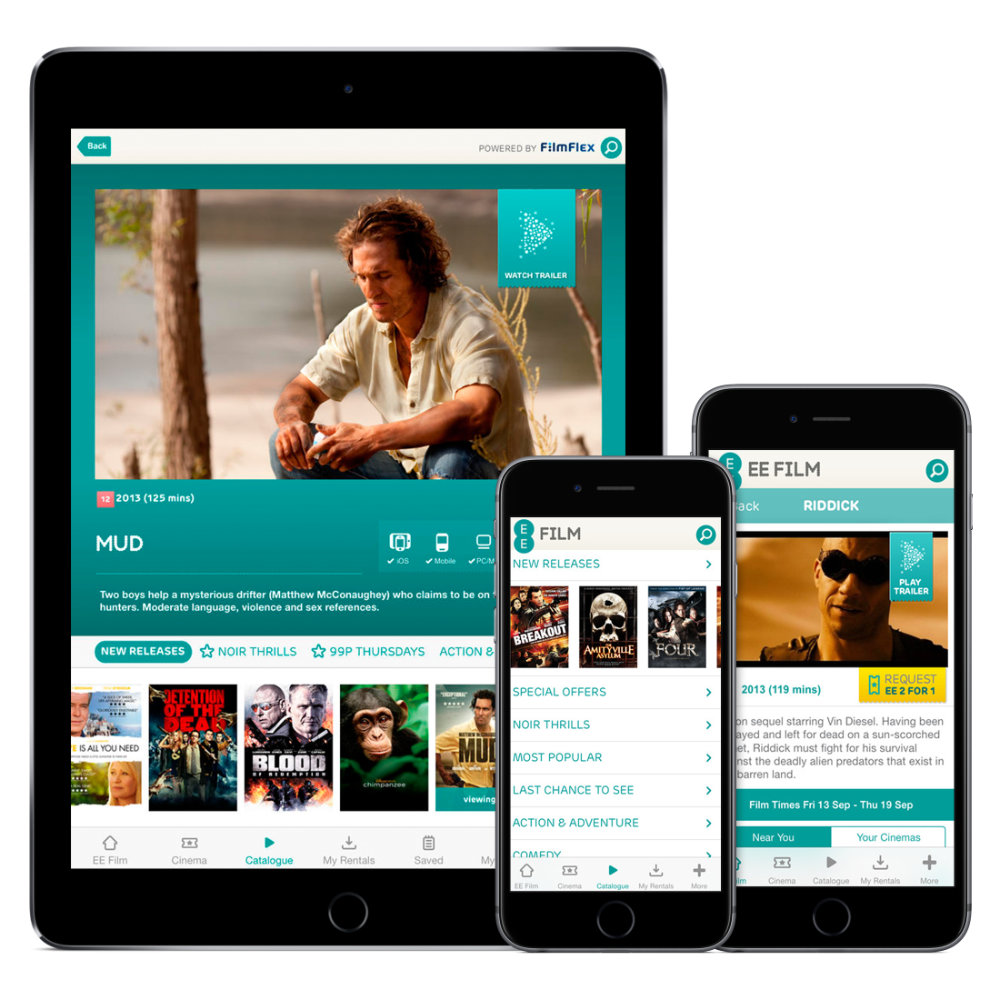 Back
POWERED BY FilmFlex
WATCH TRAILER
12 2013 (125 mins)
MUD
iOS
Mobile
PC/M
Two boys help a mysterious drifter (Matthew McConaughey) who claims to be on
hunters. Moderate language, violence and sex references.
NEW RELEASES
NOIR THRILLS
99P THURSDAYS
ACTION &
IS ALL YOU NEED
DETENTION
OF THE
DEAD
BLOOD
OF REDEMPTION
chimpanzee
MUD
viewing
EE Film
Cinema
Catalogue
My Rentals
Saved
My
EE
FILM
NEW RELEASES
BREAKOUT
AMITYVILLE
ASYLUM
FOUR
SPECIAL OFFERS
NOIR THRILLS
MOST POPULAR
LAST CHANCE TO SEE
ACTION & ADVENTURE
COMEDY
EE Film
Cinema
Catalogue
My Rentals
More
E
EE FILM
ack
RIDDICK
PLAY
TRAILER
2013 (119 mins)
REQUEST
EE 2 FOR 1
on sequel starring Vin Diesel. Having been
ayed and left for dead on a sun-scorched
et, Riddick must fight for his survival
nst the deadly alien predators that exist in
barren land.
Film Times Fri 13 Sep - Thu 19 Sep
Near You
Your Cinemas
lm
Cinema
Catalogue
My Rentals
More